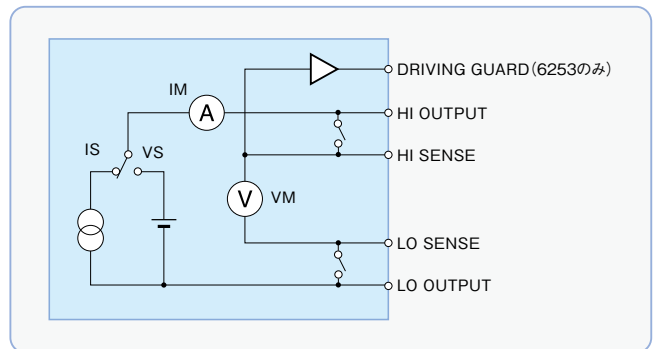 DRIVING GUARD(6253のみ)
IM
A
HI OUTPUT
IS
VS
HI SENSE
V
VM
LO SENSE
LO OUTPUT